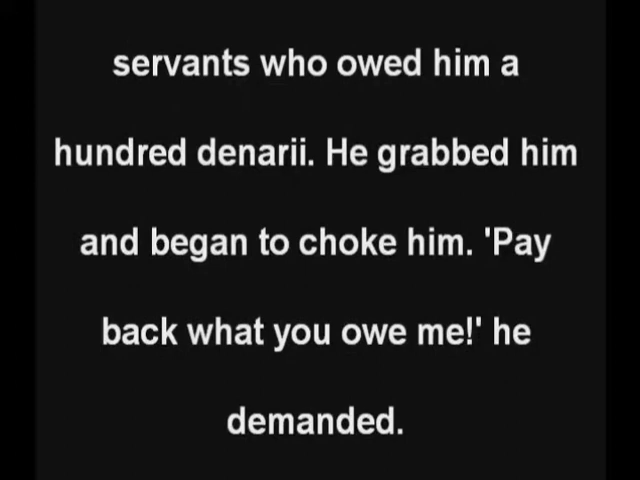 servants who owed him a
hundred denarii. He grabbed him
and began to choke him. 'Pay
back what you owe me!' he
demanded.